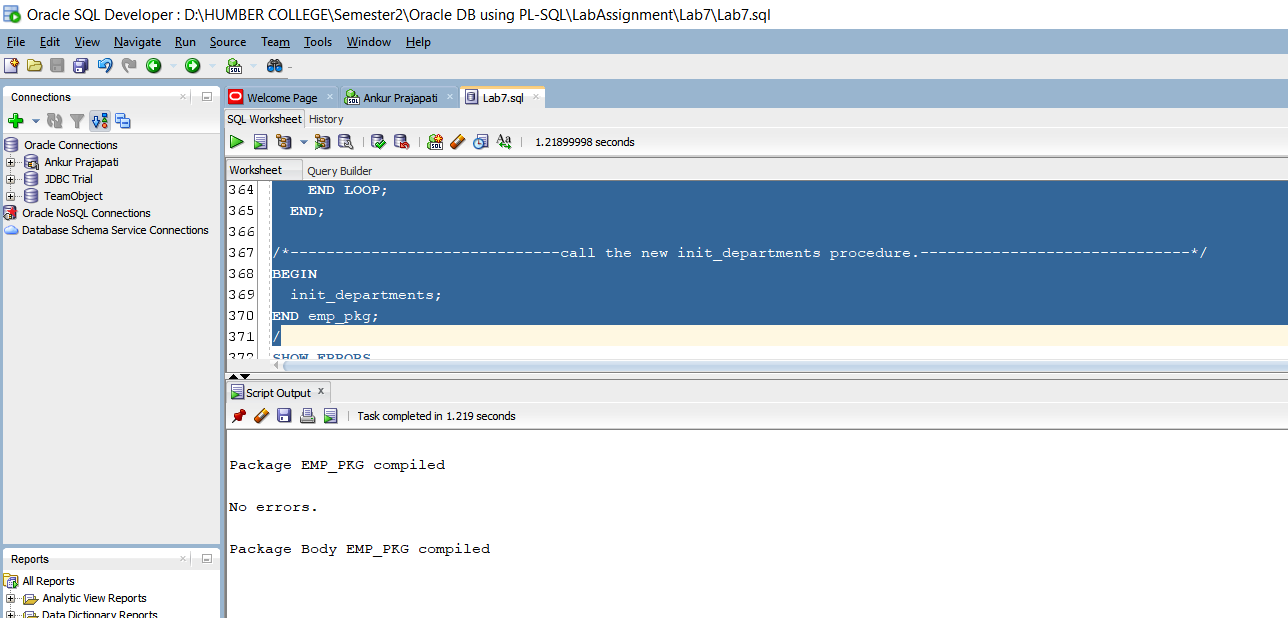 Oracle SQL Developer : D:\HUMBER COLLEGE\Semester2\Oracle DB using PL-SQL\LabAssignment\Lab7\Lab7.sql
File Edit View Navigate Run Source Team Tools Window Help
Connections
Oracle Connections
Ankur Prajapati
JDBC Trial
TeamObject
Oracle NoSQL Connections
Database Schema Service Connections
Reports
All Reports
Analytic View Reports
Data Dictionary Reports
Welcome Page Ankur Prajapati Lab7.sql
SQL Worksheet History
1.21899998 seconds
Worksheet Query Builder
364 END LOOP;
365 END;
366
367 /*------------------------------call the new init_departments procedure.------------------------------*/
368 BEGIN
369 init_departments;
370 END emp_pkg;
371 /
372 SHOW ERRORS
Script Output
Task completed in 1.219 seconds
Package EMP_PKG compiled
No errors.
Package Body EMP_PKG compiled